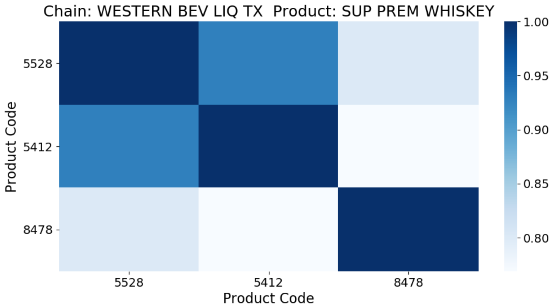 Chain: WESTERN BEV LIQ TX  Product: SUP PREM WHISKEY
Product Code
5528
5412
8478
5528 5412 8478
Product Code
1.00
0.95
0.90
0.85
0.80